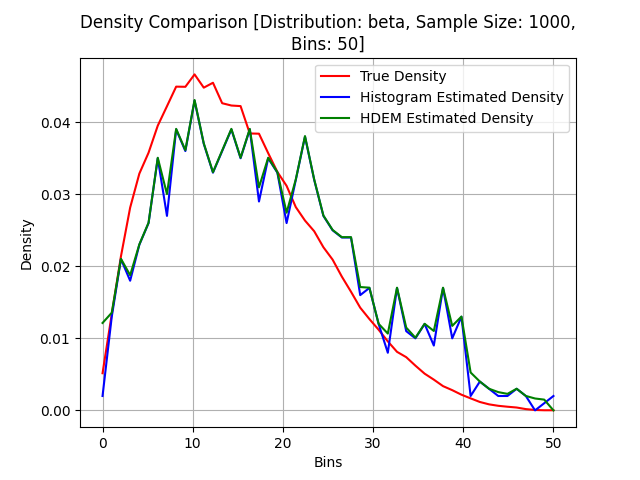 Density Comparison [Distribution: beta, Sample Size: 1000,
Bins: 50]
True Density
Histogram Estimated Density
HDEM Estimated Density
Density
0.04
0.03
0.02
0.01
0.00
0 10 20 30 40 50
Bins